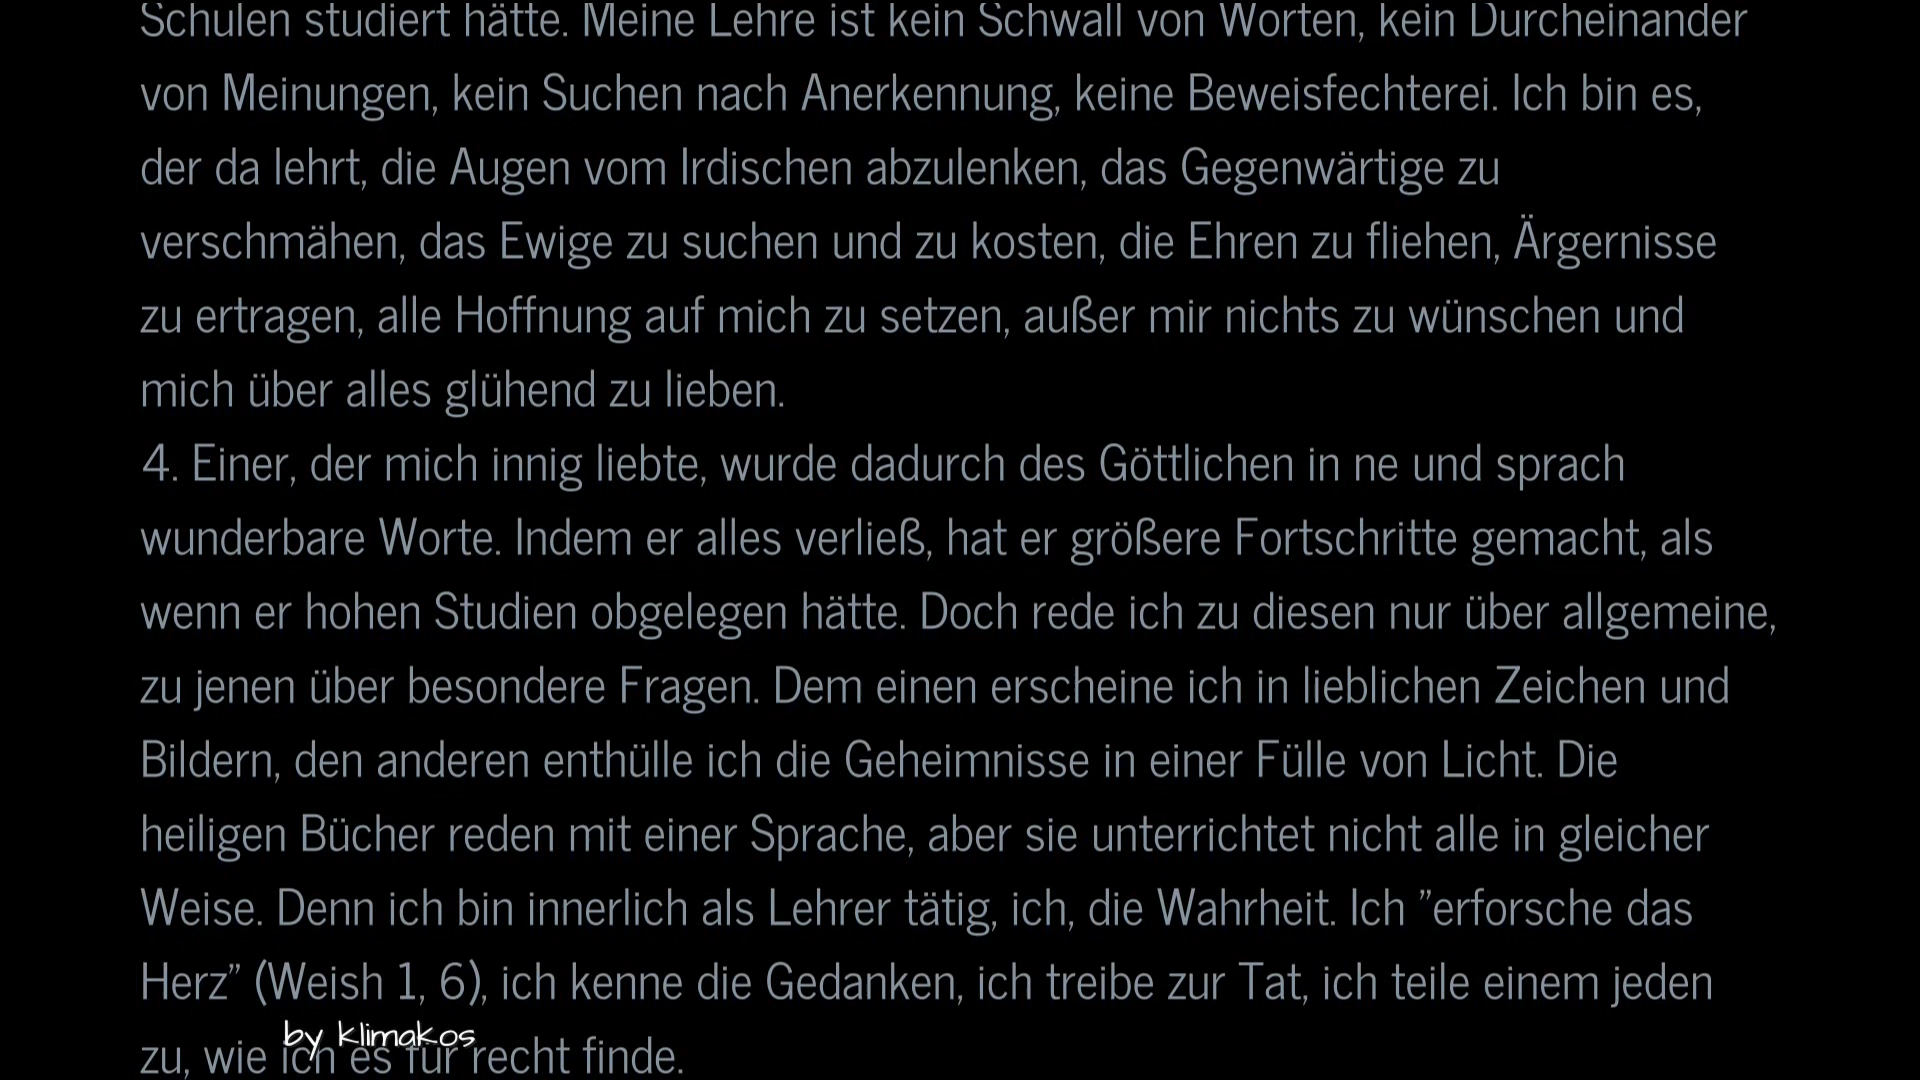 Schulen studiert hätte. Meine Lehre ist kein Schwall von Worten, kein Durcheinander
von Meinungen, kein Suchen nach Anerkennung, keine Beweisfechterei. Ich bin es,
der da lehrt, die Augen vom Irdischen abzulenken, das Gegenwärtige zu
verschmähen, das Ewige zu suchen und zu kosten, die Ehren zu fliehen, Ärgernisse
zu ertragen, alle Hoffnung auf mich zu setzen, außer mir nichts zu wünschen und
mich über alles glühend zu lieben.
4. Einer, der mich innig liebte, wurde dadurch des Göttlichen in ne und sprach
wunderbare Worte. Indem er alles verließ, hat er größere Fortschritte gemacht, als
wenn er hohen Studien obgelegen hätte. Doch rede ich zu diesen nur über allgemeine,
zu jenen über besondere Fragen. Dem einen erscheine ich in lieblichen Zeichen und
Bildern, den anderen enthülle ich die Geheimnisse in einer Fülle von Licht. Die
heiligen Bücher reden mit einer Sprache, aber sie unterrichtet nicht alle in gleicher
Weise. Denn ich bin innerlich als Lehrer tätig, ich, die Wahrheit. Ich ”erforsche das
Herz” (Weish 1, 6), ich kenne die Gedanken, ich treibe zur Tat, ich teile einem jeden
zu, wie ich es für recht finde.
by klimakos